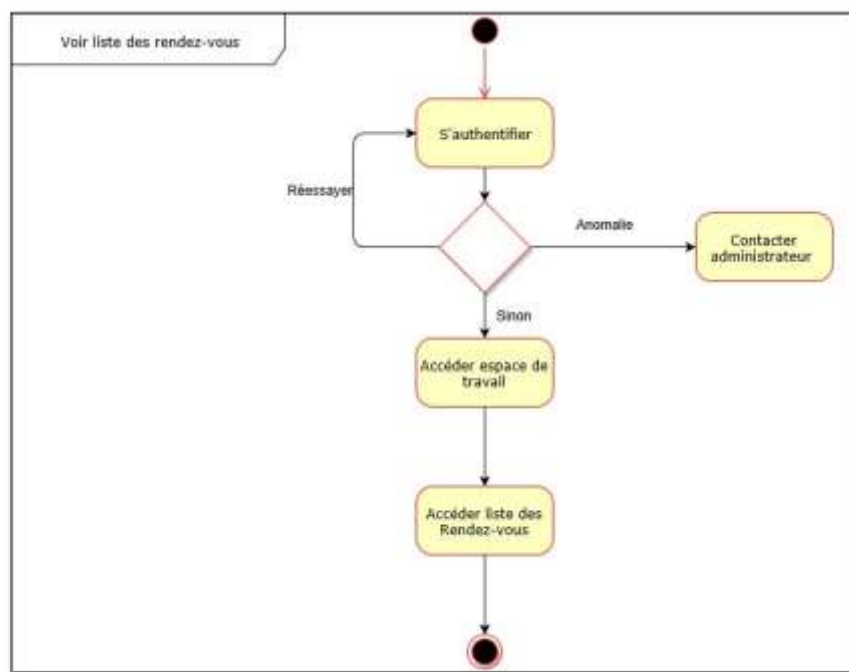 Voir liste des rendez-vous
S'authentifier
Réessayer
Anomalie
Contacter
administrateur
Sinon
Accéder espace de
travail
Accéder liste des
Rendez-vous